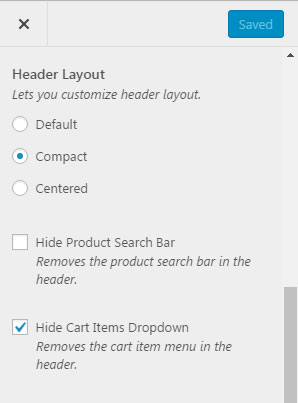 Saved
Header Layout
Lets you customize header layout.
Default
Compact
Centered
Hide Product Search Bar
Removes the product search bar in the
header.
Hide Cart Items Dropdown
Removes the cart item menu in the
header.